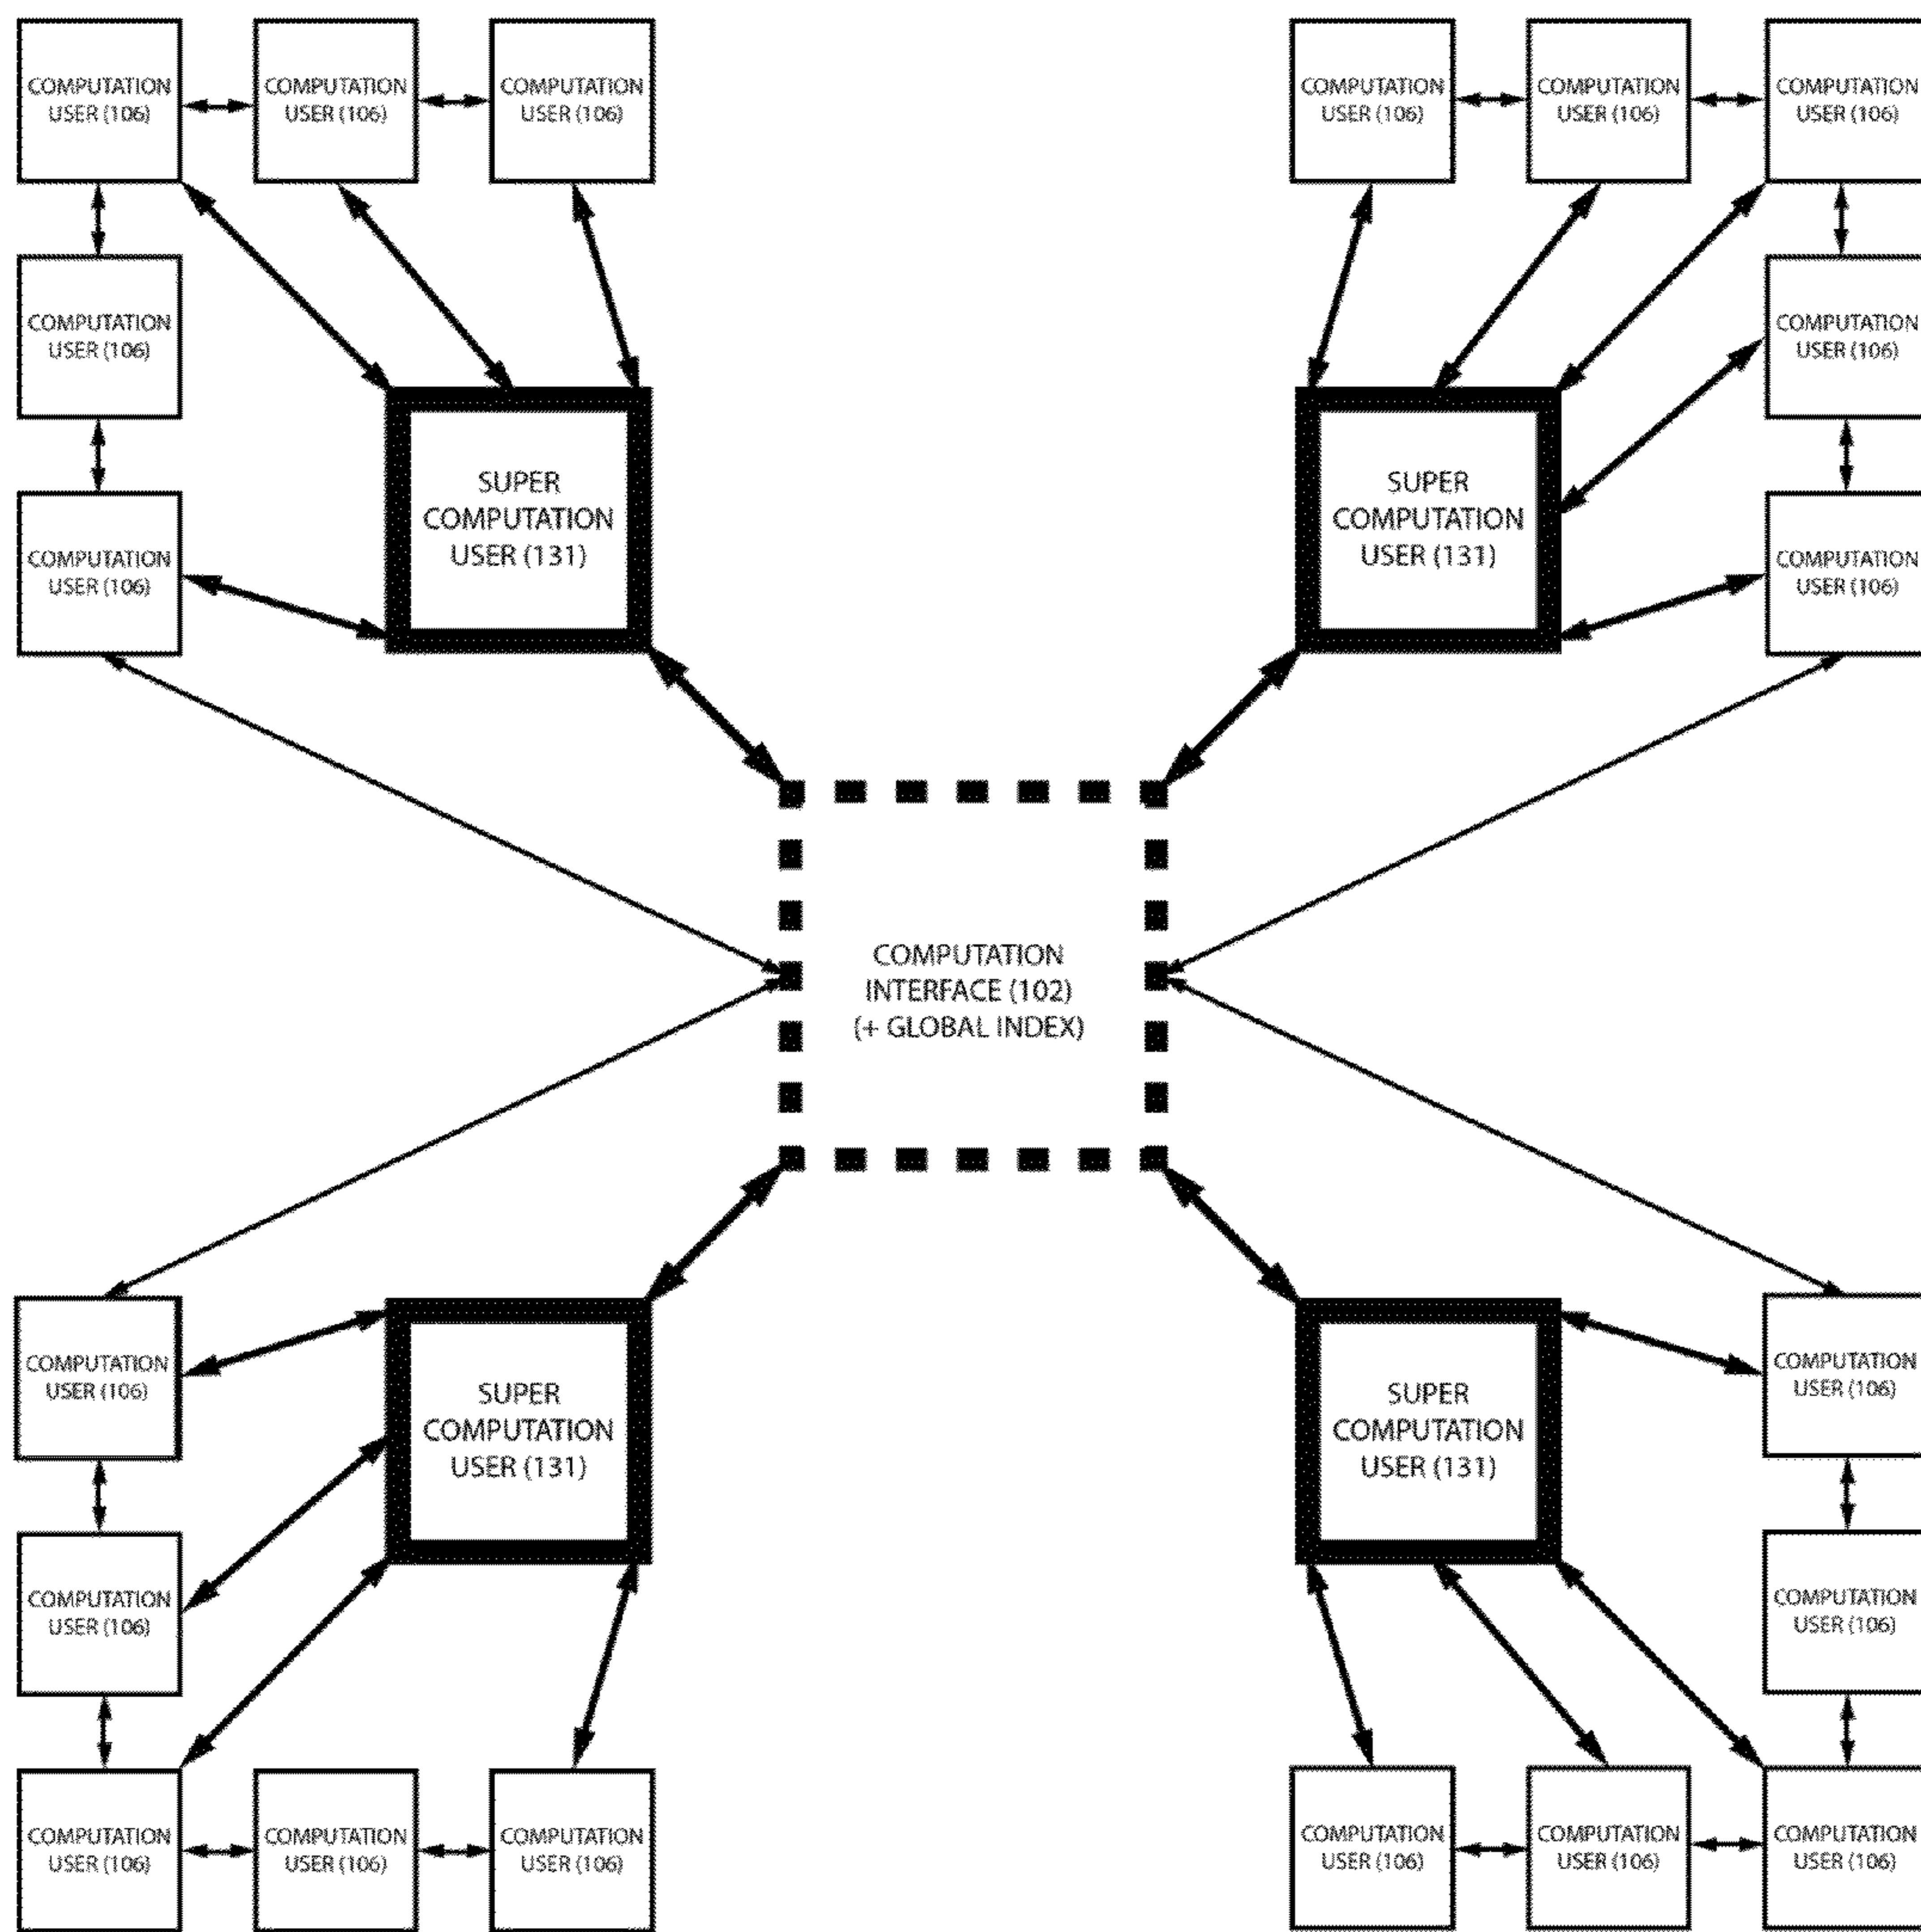 COMPUTATION
USER (106)
COMPUTATION
USER (106)
COMPUTATION
USER (106)
COMPUTATION
USER (106)
COMPUTATION
USER (106)
COMPUTATION
USER (106)
COMPUTATION
USER (106)
COMPUTATION
USER (106)
SUPER
COMPUTATION
USER (131)
SUPER
COMPUTATION
USER (131)
COMPUTATION
USER (106)
COMPUTATION
USER (106)
COMPUTATION
INTERFACE (102)
(+ GLOBAL INDEX)
COMPUTATION
USER (106)
SUPER
COMPUTATION
USER (131)
SUPER
COMPUTATION
USER (131)
COMPUTATION
USER (106)
COMPUTATION
USER (106)
COMPUTATION
USER (106)
COMPUTATION
USER (106)
COMPUTATION
USER (106)
COMPUTATION
USER (106)
COMPUTATION
USER (106)
COMPUTATION
USER (106)
COMPUTATION
USER (106)